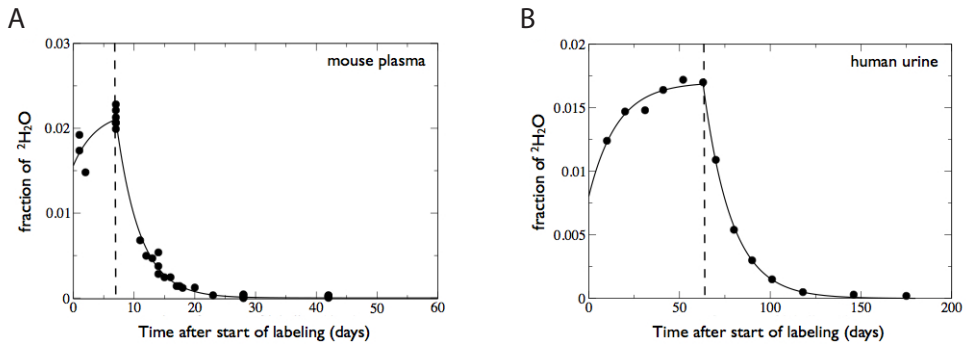 A
mouse plasma
fraction of ²H₂O
0.03
0.02
0.01
0
0 10 20 30 40 50 60
Time after start of labeling (days)
B
human urine
fraction of ²H₂O
0.02
0.015
0.01
0.005
0
0 50 100 150 200
Time after start of labeling (days)